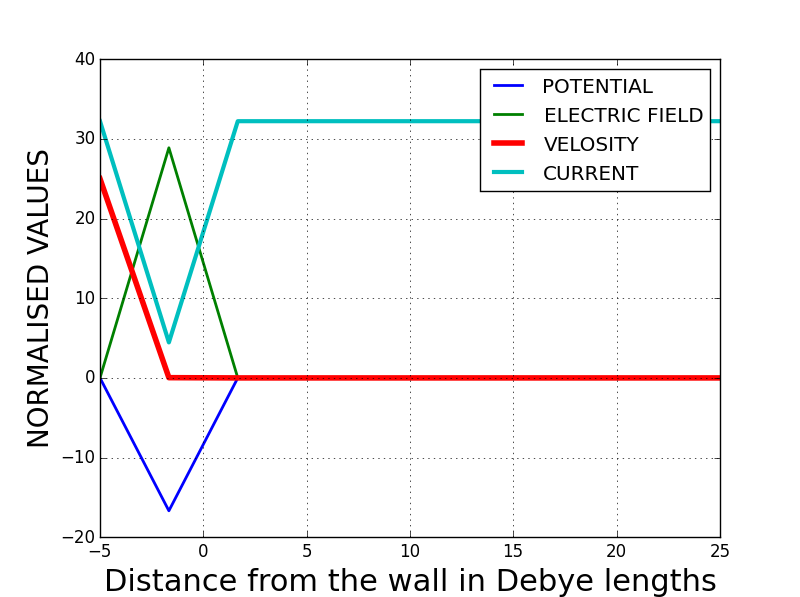 40
30
20
10
0
−10
−20
−5
0
5
10
15
20
25
NORMALISED VALUES
Distance from the wall in Debye lengths
POTENTIAL
ELECTRIC FIELD
VELOSITY
CURRENT